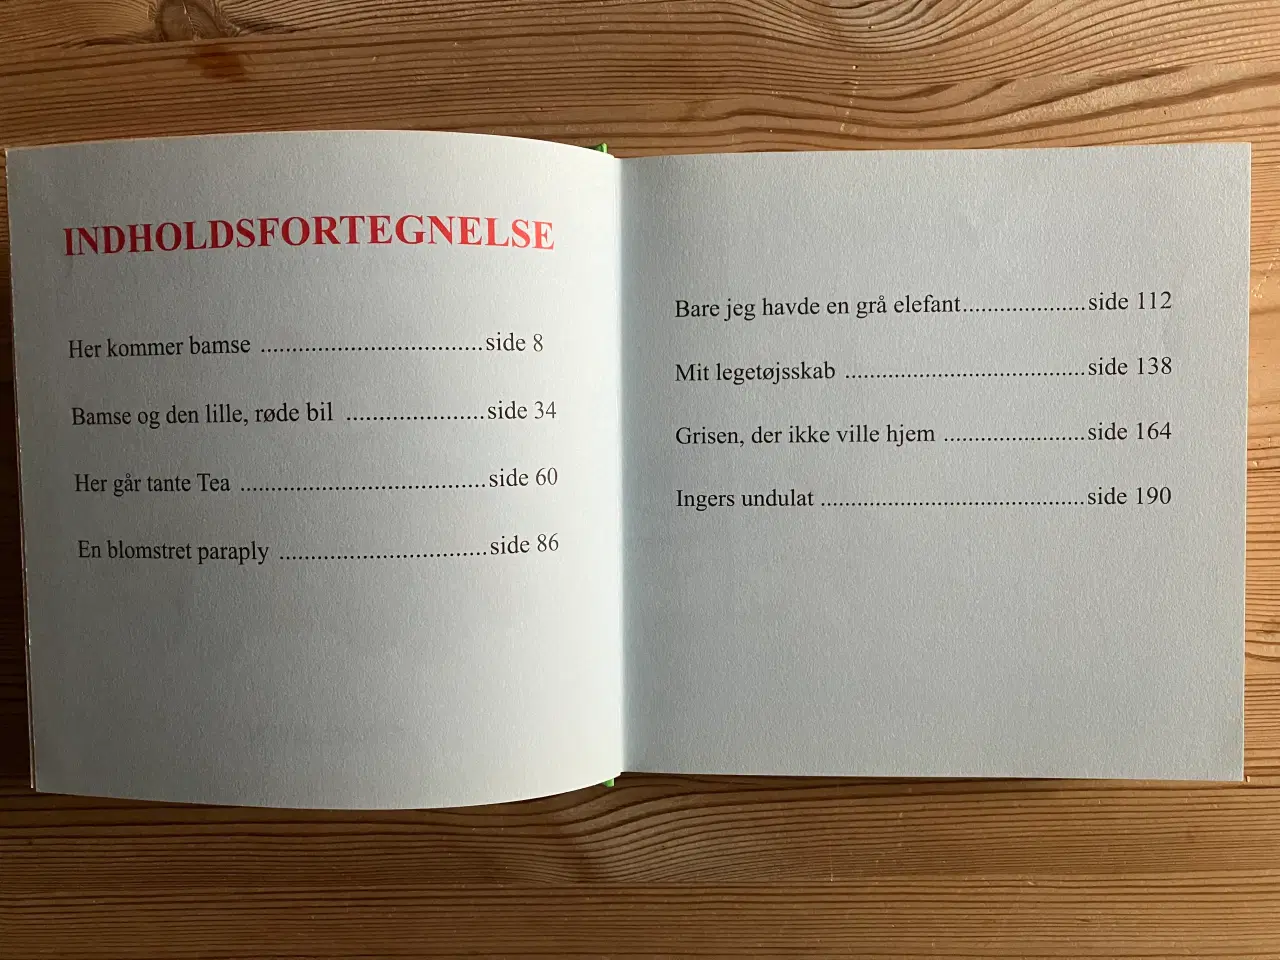 INDHOLDSFORTEGNELSE
Her kommer bamse ..................................side 8
Bamse og den lille, røde bil .....................side 34
Her går tante Tea .....................................side 60
En blomstret paraply ...............................side 86
Bare jeg havde en grå elefant...................side 112
Mit legetøjsskab .....................................side 138
Grisen, der ikke ville hjem ......................side 164
Ingers undulat .........................................side 190